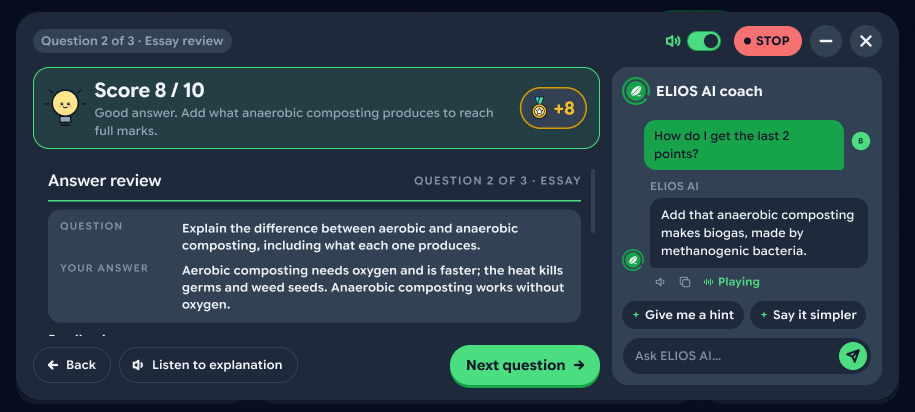 Question 2 of 3 · Essay review
STOP
Score 8 / 10
Good answer. Add what anaerobic composting produces to reach
full marks.
+8
Answer review
QUESTION 2 OF 3 · ESSAY
QUESTION
Explain the difference between aerobic and anaerobic
composting, including what each one produces.
YOUR ANSWER
Aerobic composting needs oxygen and is faster; the heat kills
germs and weed seeds. Anaerobic composting works without
oxygen.
Back
Listen to explanation
Next question
ELIOS AI coach
How do I get the last 2
points?
B
ELIOS AI
Add that anaerobic composting
makes biogas, made by
methanogenic bacteria.
Playing
Give me a hint
Say it simpler
Ask ELIOS AI...